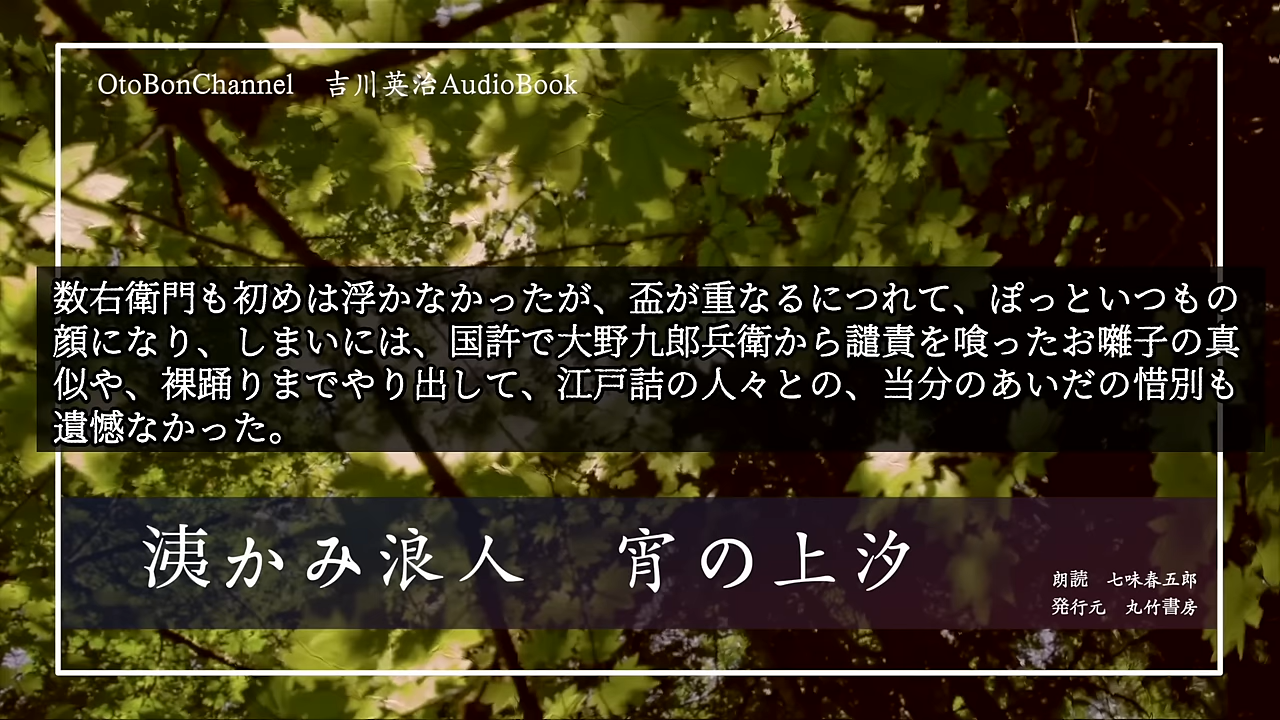 OtoBonChannel　吉川英治AudioBook
数右衛門も初めは浮かなかったが、盃が重なるにつれて、ぽっといつもの
顔になり、しまいには、国許で大野九郎兵衛から譴責を喰ったお囃子の真
似や、裸踊りまでやり出して、江戸詰の人々との、当分のあいだの惜別も
遺憾なかった。
洟かみ浪人　宵の上汐
朗読　七味春五郎
発行元　丸竹書房